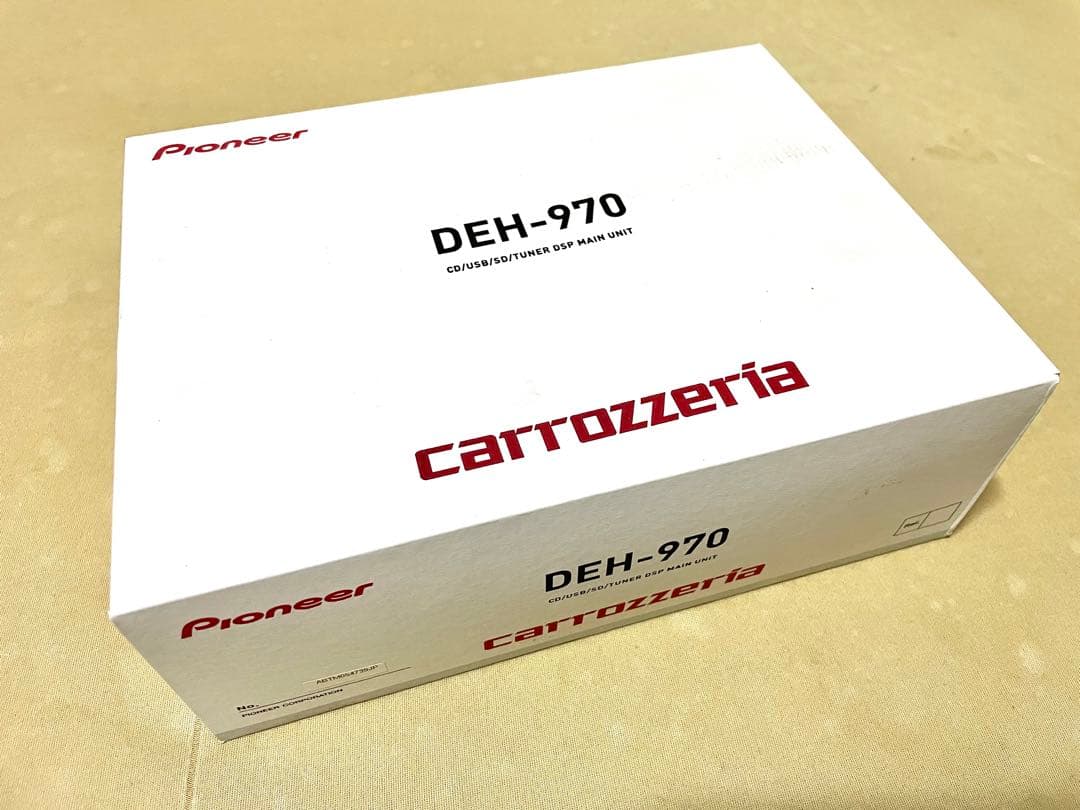 Pioneer
DEH-970
CD/USB/SD/TUNER DSP MAIN UNIT
carrozzeria
Pioneer
DEH-970
CD/USB/SD/TUNER DSP MAIN UNIT
carrozzeria
No.
PIONEER CORPORATION